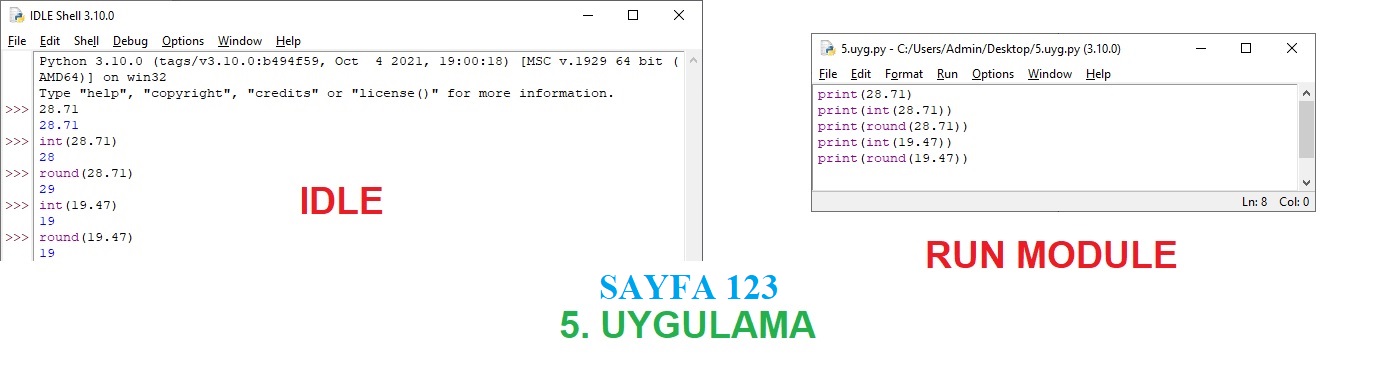 IDLE Shell 3.10.0
File Edit Shell Debug Options Window Help
Python 3.10.0 (tags/v3.10.0:b494f59, Oct  4 2021, 19:00:18) [MSC v.1929 64 bit (
AMD64)] on win32
Type "help", "copyright", "credits" or "license()" for more information.
>>> 28.71
28.71
>>> int(28.71)
28
>>> round(28.71)
29
>>> int(19.47)
19
>>> round(19.47)
19
IDLE
5.uyg.py - C:/Users/Admin/Desktop/5.uyg.py (3.10.0)
File Edit Format Run Options Window Help
print(28.71)
print(int(28.71))
print(round(28.71))
print(int(19.47))
print(round(19.47))
Ln: 8 Col: 0
RUN MODULE
SAYFA 123
5. UYGULAMA